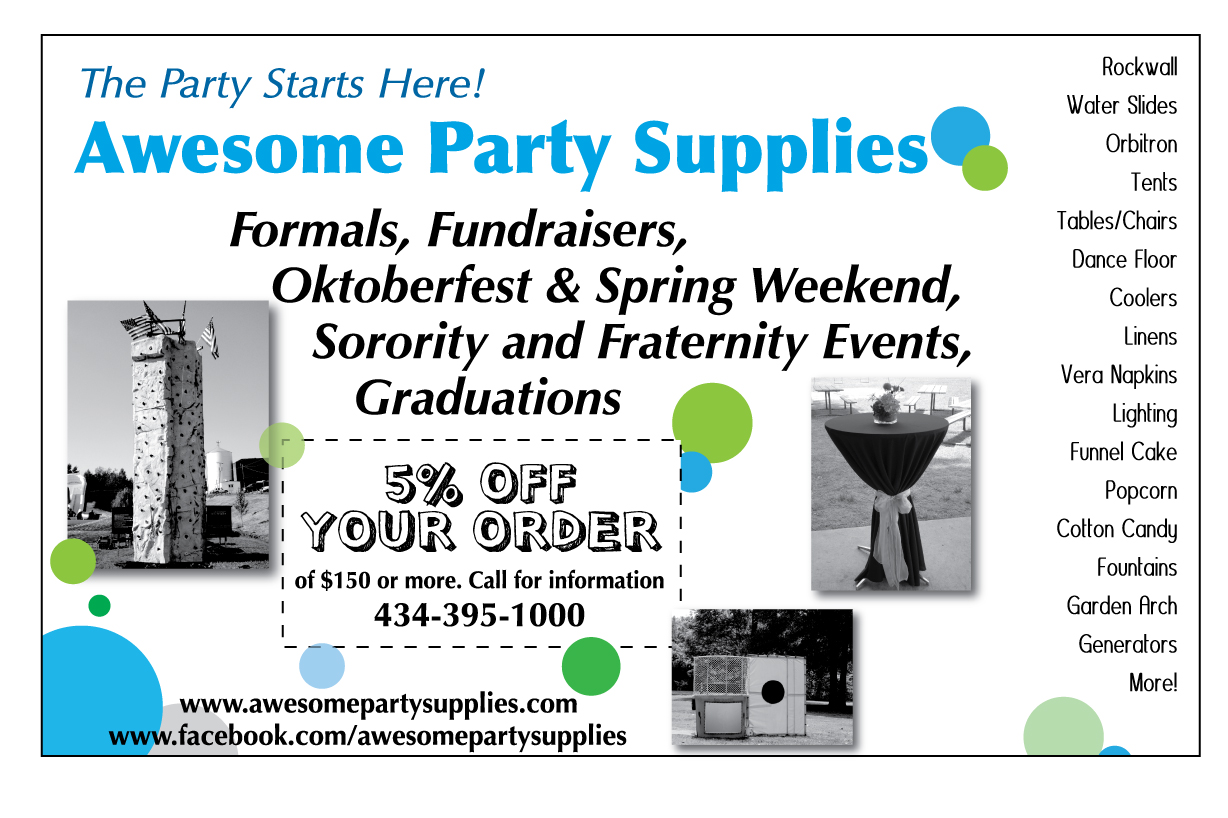 The Party Starts Here!
Awesome Party Supplies
Formals, Fundraisers,
Oktoberfest & Spring Weekend,
Sorority and Fraternity Events,
Graduations
5% OFF
YOUR ORDER
of $150 or more. Call for information
434-395-1000
www.awesomepartysupplies.com
www.facebook.com/awesomepartysupplies
Rockwall
Water Slides
Orbitron
Tents
Tables/Chairs
Dance Floor
Coolers
Linens
Vera Napkins
Lighting
Funnel Cake
Popcorn
Cotton Candy
Fountains
Garden Arch
Generators
More!